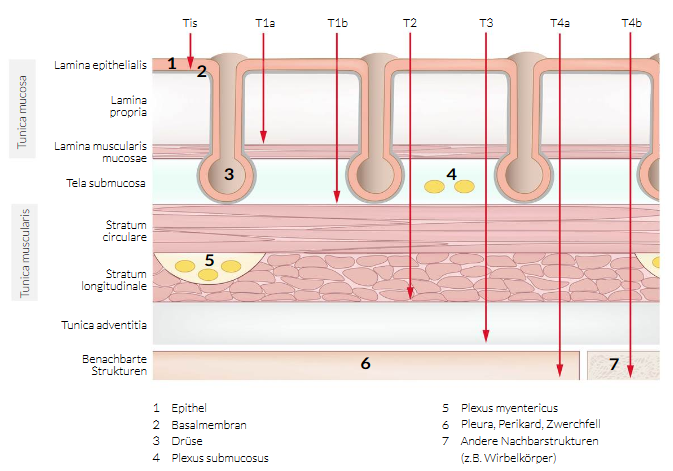 Tis T1a T1b T2 T3 T4a T4b
Tunica mucosa
Lamina epithelialis
1
2
Lamina
propria
Lamina muscularis
mucosae
3
4
Tela submucosa
Tunica muscularis
Stratum
circulare
5
Stratum
longitudinale
Tunica adventitia
Benachbarte
Strukturen
6
7
1 Epithel
2 Basalmembran
3 Drüse
4 Plexus submucosus
5 Plexus myentericus
6 Pleura, Perikard, Zwerchfell
7 Andere Nachbarstrukturen
(z.B. Wirbelkörper)